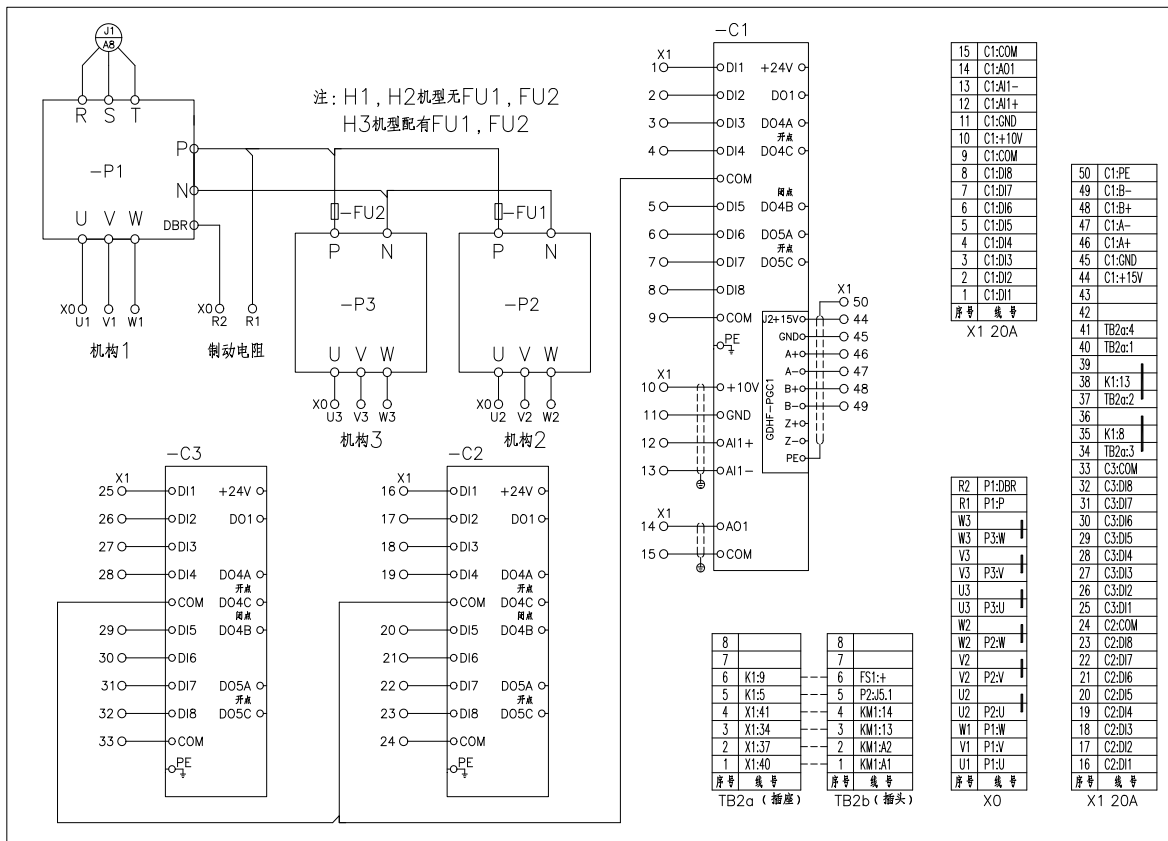 J1
A8
R S T
-P1
P
N
DBR
U V W
X0 U1 V1 W1
X0 R2 R1
机构1
制动电阻
注: H1, H2机型无FU1, FU2
H3机型配有FU1, FU2
-FU2
-FU1
P N
-P3
U V W
X0 U3 V3 W3
机构3
P N
-P2
U V W
X0 U2 V2 W2
机构2
-C1
X1
1 DI1 +24V
2 DI2 DO1
3 DI3 DO4A
开点
4 DI4 DO4C
COM
闭点
5 DI5 DO4B
6 DI6 DO5A
开点
7 DI7 DO5C
8 DI8
9 COM
PE
X1
10 +10V
11 GND
12 AI1+
13 AI1-
X1
14 AO1
15 COM
GDHF-PGC1
X1
50
J2+15V 44
GND 45
A+ 46
A- 47
B+ 48
B- 49
Z+
Z-
PE
-C3
X1
25 DI1 +24V
26 DI2 DO1
27 DI3
28 DI4 DO4A
开点
COM DO4C
闭点
29 DI5 DO4B
30 DI6
31 DI7 DO5A
开点
32 DI8 DO5C
33 COM
PE
-C2
X1
16 DI1 +24V
17 DI2 DO1
18 DI3
19 DI4 DO4A
开点
COM DO4C
闭点
20 DI5 DO4B
21 DI6
22 DI7 DO5A
开点
23 DI8 DO5C
24 COM
PE
8
7
6 K1:9
5 K1:5
4 X1:41
3 X1:34
2 X1:37
1 X1:40
序号 线号
TB2a (插座)
8
7
6 FS1:+
5 P2:J5.1
4 KM1:14
3 KM1:13
2 KM1:A2
1 KM1:A1
序号 线号
TB2b (插头)
15 C1:COM
14 C1:AO1
13 C1:AI1-
12 C1:AI1+
11 C1:GND
10 C1:+10V
9 C1:COM
8 C1:DI8
7 C1:DI7
6 C1:DI6
5 C1:DI5
4 C1:DI4
3 C1:DI3
2 C1:DI2
1 C1:DI1
序号 线号
X1 20A
R2 P1:DBR
R1 P1:P
W3
W3 P3:W
V3
V3 P3:V
U3
U3 P3:U
W2
W2 P2:W
V2
V2 P2:V
U2
U2 P2:U
W1 P1:W
V1 P1:V
U1 P1:U
序号 线号
X0
50 C1:PE
49 C1:B-
48 C1:B+
47 C1:A-
46 C1:A+
45 C1:GND
44 C1:+15V
43
42
41 TB2a:4
40 TB2a:1
39
38 K1:13
37 TB2a:2
36
35 K1:8
34 TB2a:3
33 C3:COM
32 C3:DI8
31 C3:DI7
30 C3:DI6
29 C3:DI5
28 C3:DI4
27 C3:DI3
26 C3:DI2
25 C3:DI1
24 C2:COM
23 C2:DI8
22 C2:DI7
21 C2:DI6
20 C2:DI5
19 C2:DI4
18 C2:DI3
17 C2:DI2
16 C2:DI1
序号 线号
X1 20A